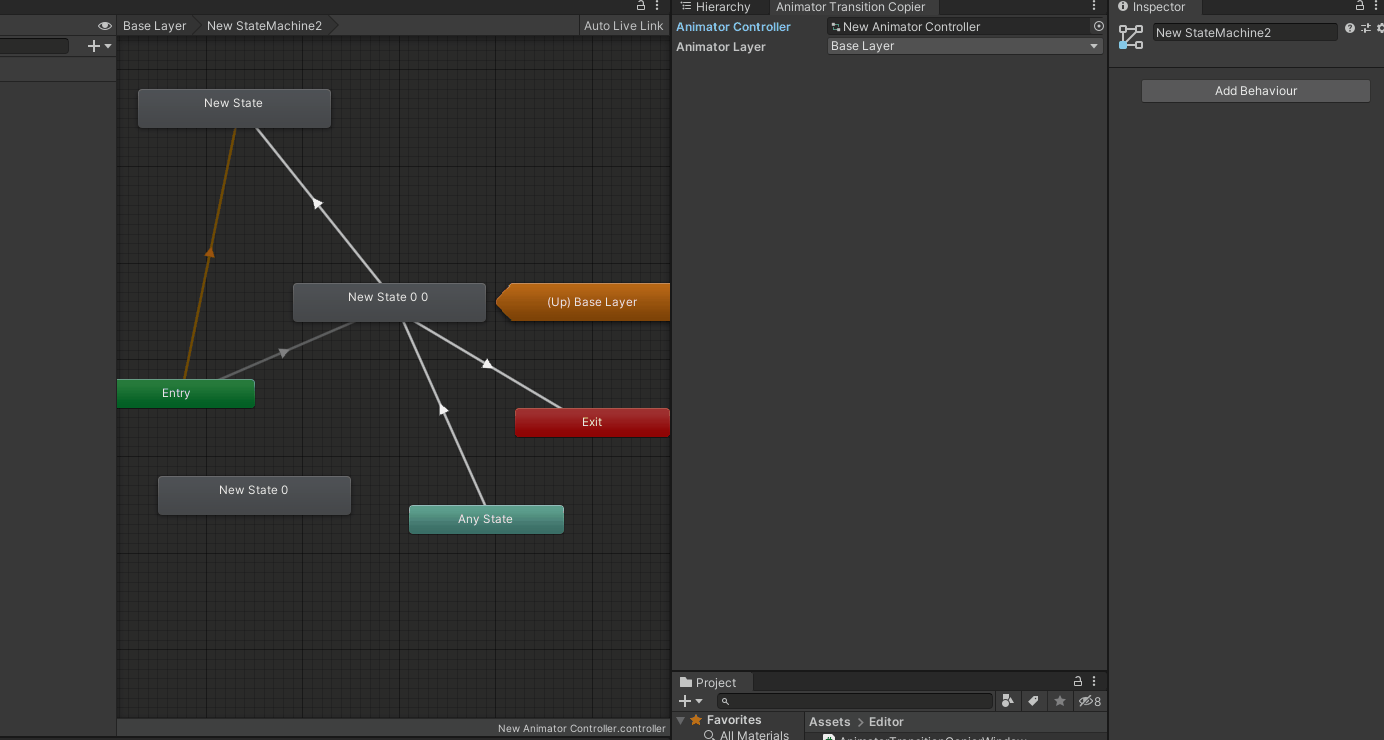 Hierarchy
Animator Transition Copier
Inspector
Base Layer
New StateMachine2
Auto Live Link
Animator Controller
New Animator Controller
New StateMachine2
Animator Layer
Base Layer
Add Behaviour
New State
New State 0 0
(Up) Base Layer
Entry
Exit
New State 0
Any State
Project
8
Favorites
Assets > Editor
All Materials
AnimatorTransitionCopierWindow
New Animator Controller.controller